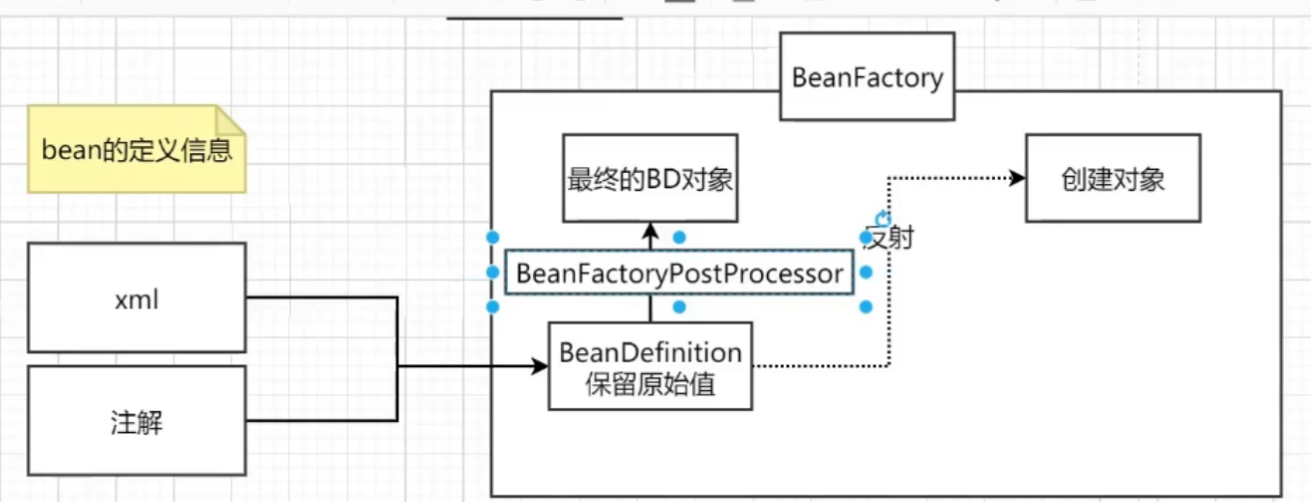 BeanFactory
bean的定义信息
最终的BD对象
创建对象
反射
BeanFactoryPostProcessor
xml
BeanDefinition
保留原始值
注解